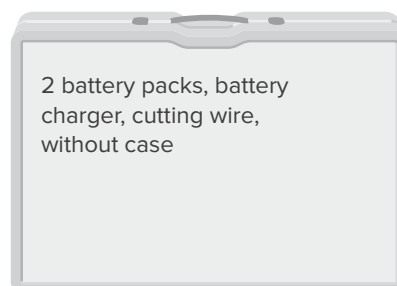 2 battery packs, battery
charger, cutting wire,
without case